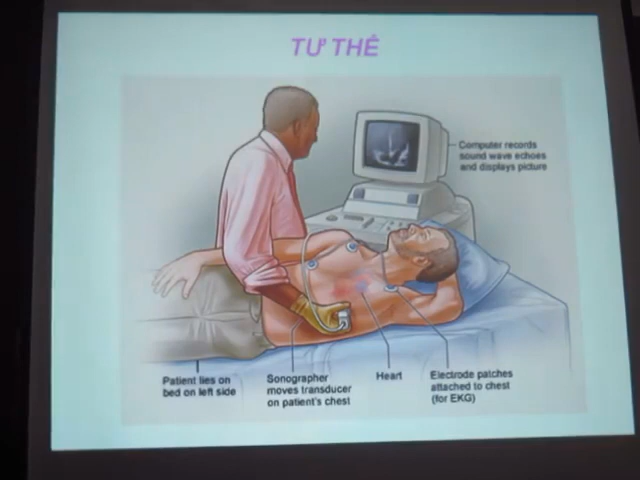 TƯ THẾ
Computer records
sound wave echoes
and displays picture
Patient lies on
bed on left side
Sonographer
moves transducer
on patient's chest
Heart
Electrode patches
attached to chest
(for EKG)